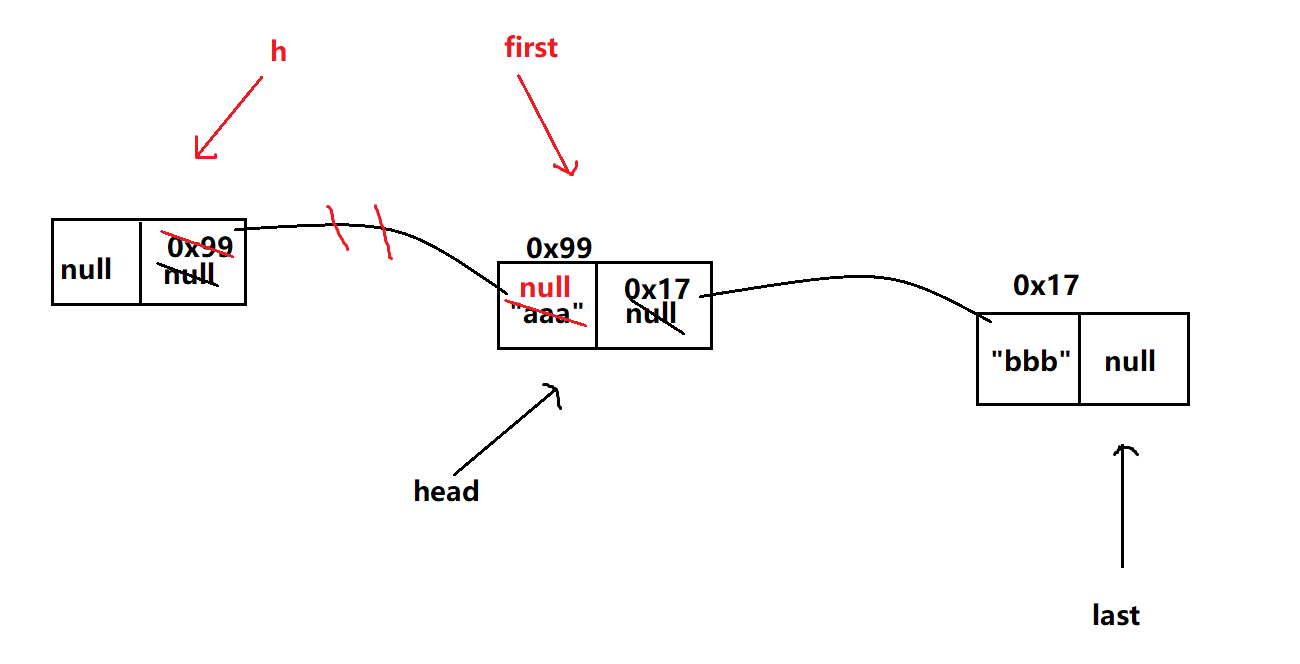 h
first
0x99
null
null
0x99
null
"aaa"
0x17
null
0x17
"bbb"
null
head
last